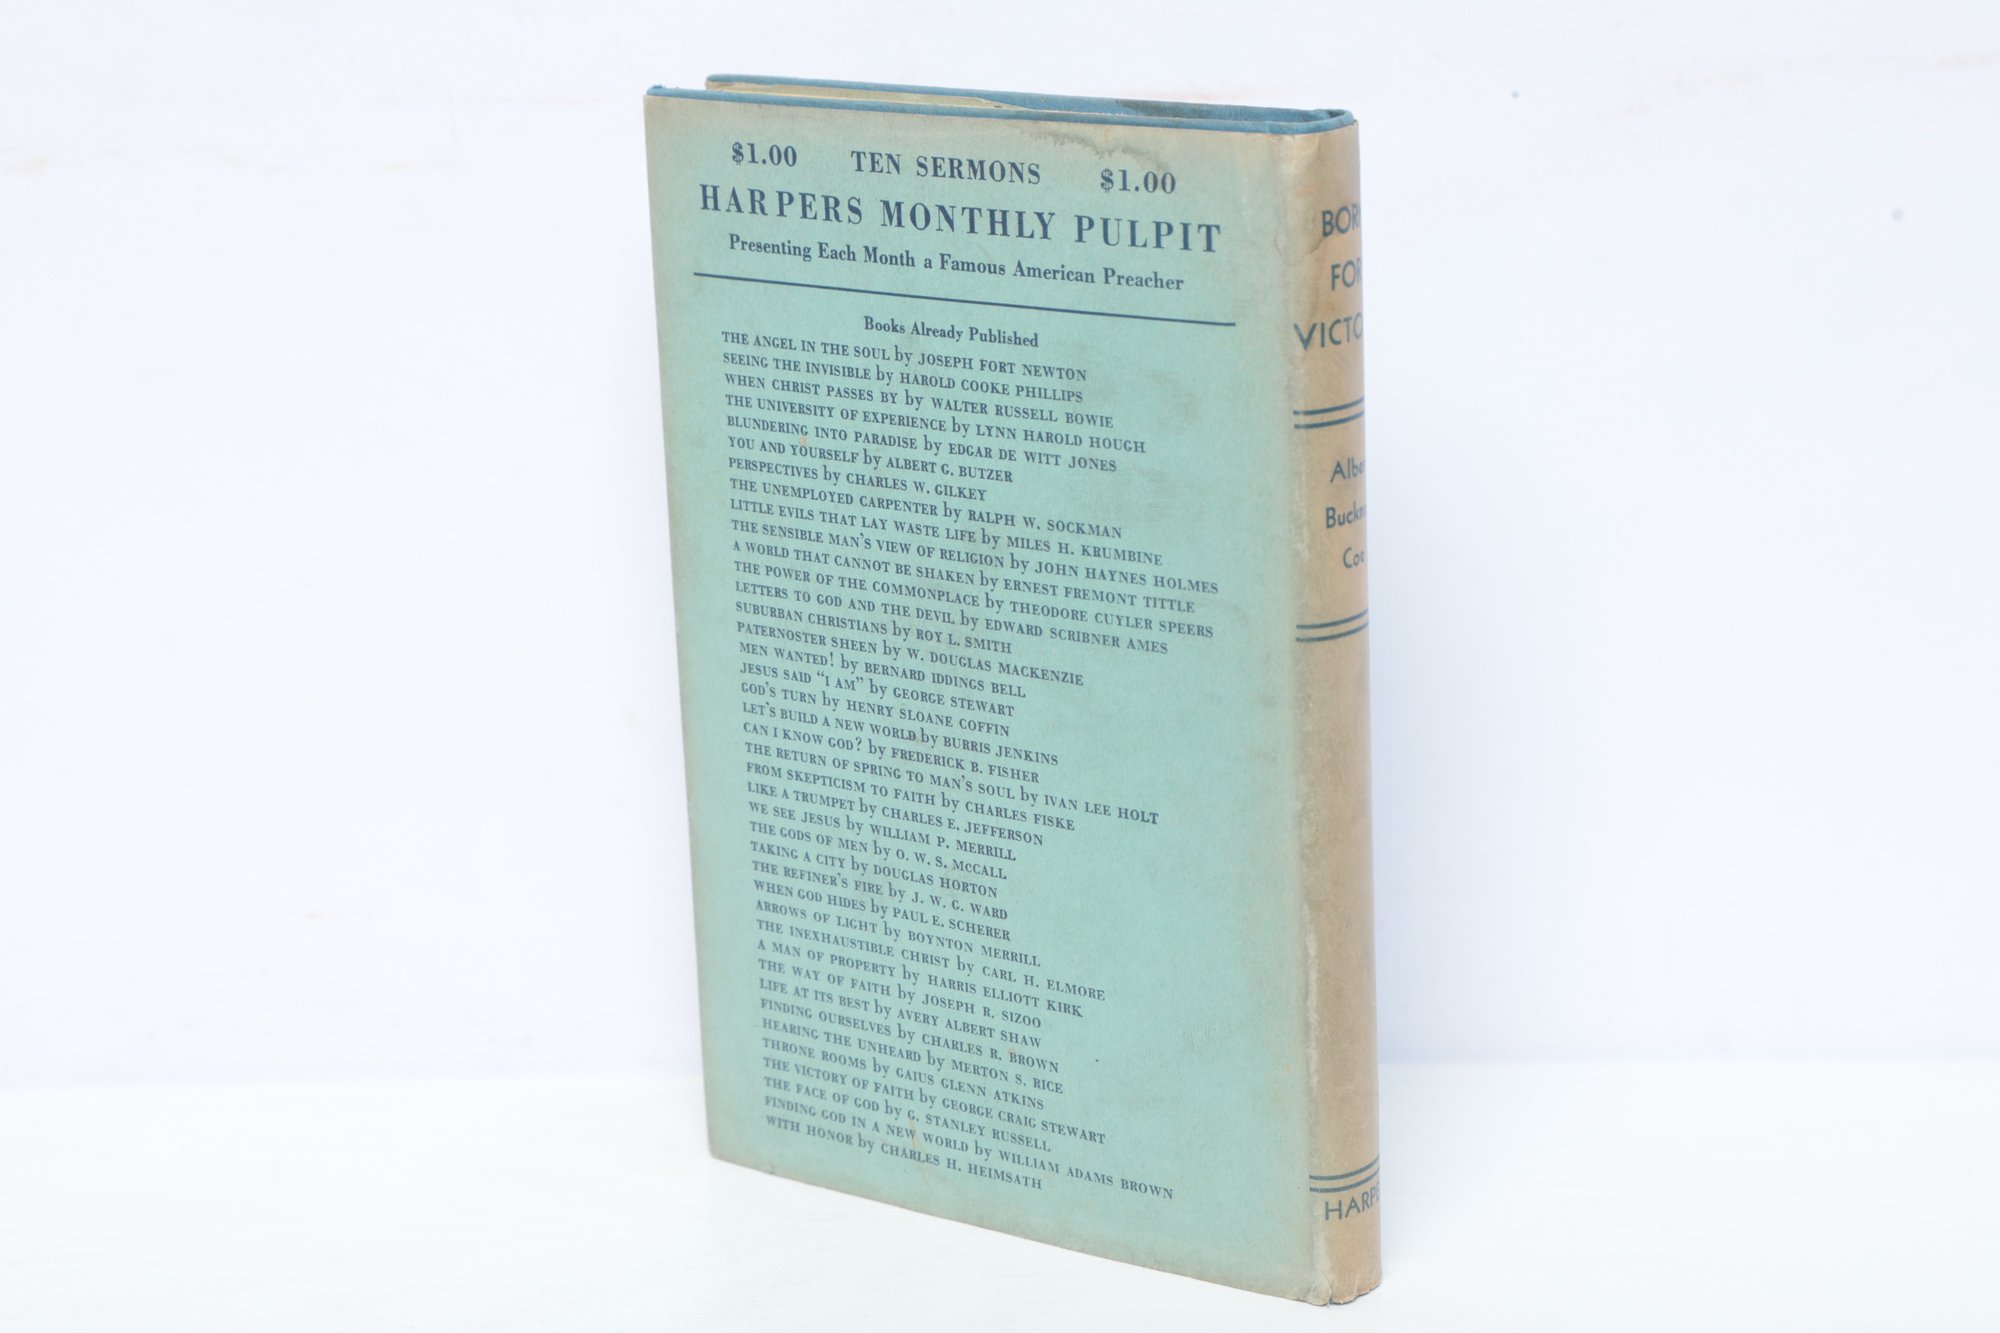 $1.00 TEN SERMONS $1.00
HARPERS MONTHLY PULPIT
Presenting Each Month a Famous American Preacher
Books Already Published
THE ANGEL IN THE SOUL by JOSEPH FORT NEWTON
SEEING THE INVISIBLE by HAROLD COOKE PHILLIPS
WHEN CHRIST PASSES BY by WALTER RUSSELL BOWIE
THE UNIVERSITY OF EXPERIENCE by LYNN HAROLD HOUGH
BLUNDERING INTO PARADISE by EDGAR DE WITT JONES
YOU AND YOURSELF by ALBERT G. BUTZER
PERSPECTIVES by CHARLES W. GILKEY
THE UNEMPLOYED CARPENTER by RALPH W. SOCKMAN
LITTLE EVILS THAT LAY WASTE LIFE by MILES H. KRUMBINE
THE SENSIBLE MAN'S VIEW OF RELIGION by JOHN HAYNES HOLMES
A WORLD THAT CANNOT BE SHAKEN by ERNEST FREMONT TITTLE
THE POWER OF THE COMMONPLACE by THEODORE CUYLER SPEERS
LETTERS TO GOD AND THE DEVIL by EDWARD SCRIBNER AMES
SUBURBAN CHRISTIANS by ROY L. SMITH
PATERNOSTER SHEEN by W. DOUGLAS MACKENZIE
MEN WANTED! by BERNARD IDDINGS BELL
JESUS SAID "I AM" by GEORGE STEWART
GOD'S TURN by HENRY SLOANE COFFIN
LET'S BUILD A NEW WORLD by BURRIS JENKINS
CAN I KNOW GOD? by FREDERICK B. FISHER
THE RETURN OF SPRING TO MAN'S SOUL by IVAN LEE HOLT
FROM SKEPTICISM TO FAITH by CHARLES FISKE
LIKE A TRUMPET by CHARLES E. JEFFERSON
WE SEE JESUS by WILLIAM P. MERRILL
THE GODS OF MEN by O. W. S. McCALL
TAKING A CITY by DOUGLAS HORTON
THE REFINER'S FIRE by J. W. G. WARD
WHEN GOD HIDES by PAUL E. SCHERER
ARROWS OF LIGHT by BOYNTON MERRILL
THE INEXHAUSTIBLE CHRIST by CARL H. ELMORE
A MAN OF PROPERTY by HARRIS ELLIOTT KIRK
THE WAY OF FAITH by JOSEPH R. SIZOO
LIFE AT ITS BEST by AVERY ALBERT SHAW
FINDING OURSELVES by CHARLES R. BROWN
HEARING THE UNHEARD by MERTON S. RICE
THRONE ROOMS by GAIUS GLENN ATKINS
THE VICTORY OF FAITH by GEORGE CRAIG STEWART
THE FACE OF GOD by G. STANLEY RUSSELL
FINDING GOD IN A NEW WORLD by WILLIAM ADAMS BROWN
WITH HONOR by CHARLES H. HEIMSATH
BOR
FOR
VICTO
Albe
Buckn
Coe
HARPE